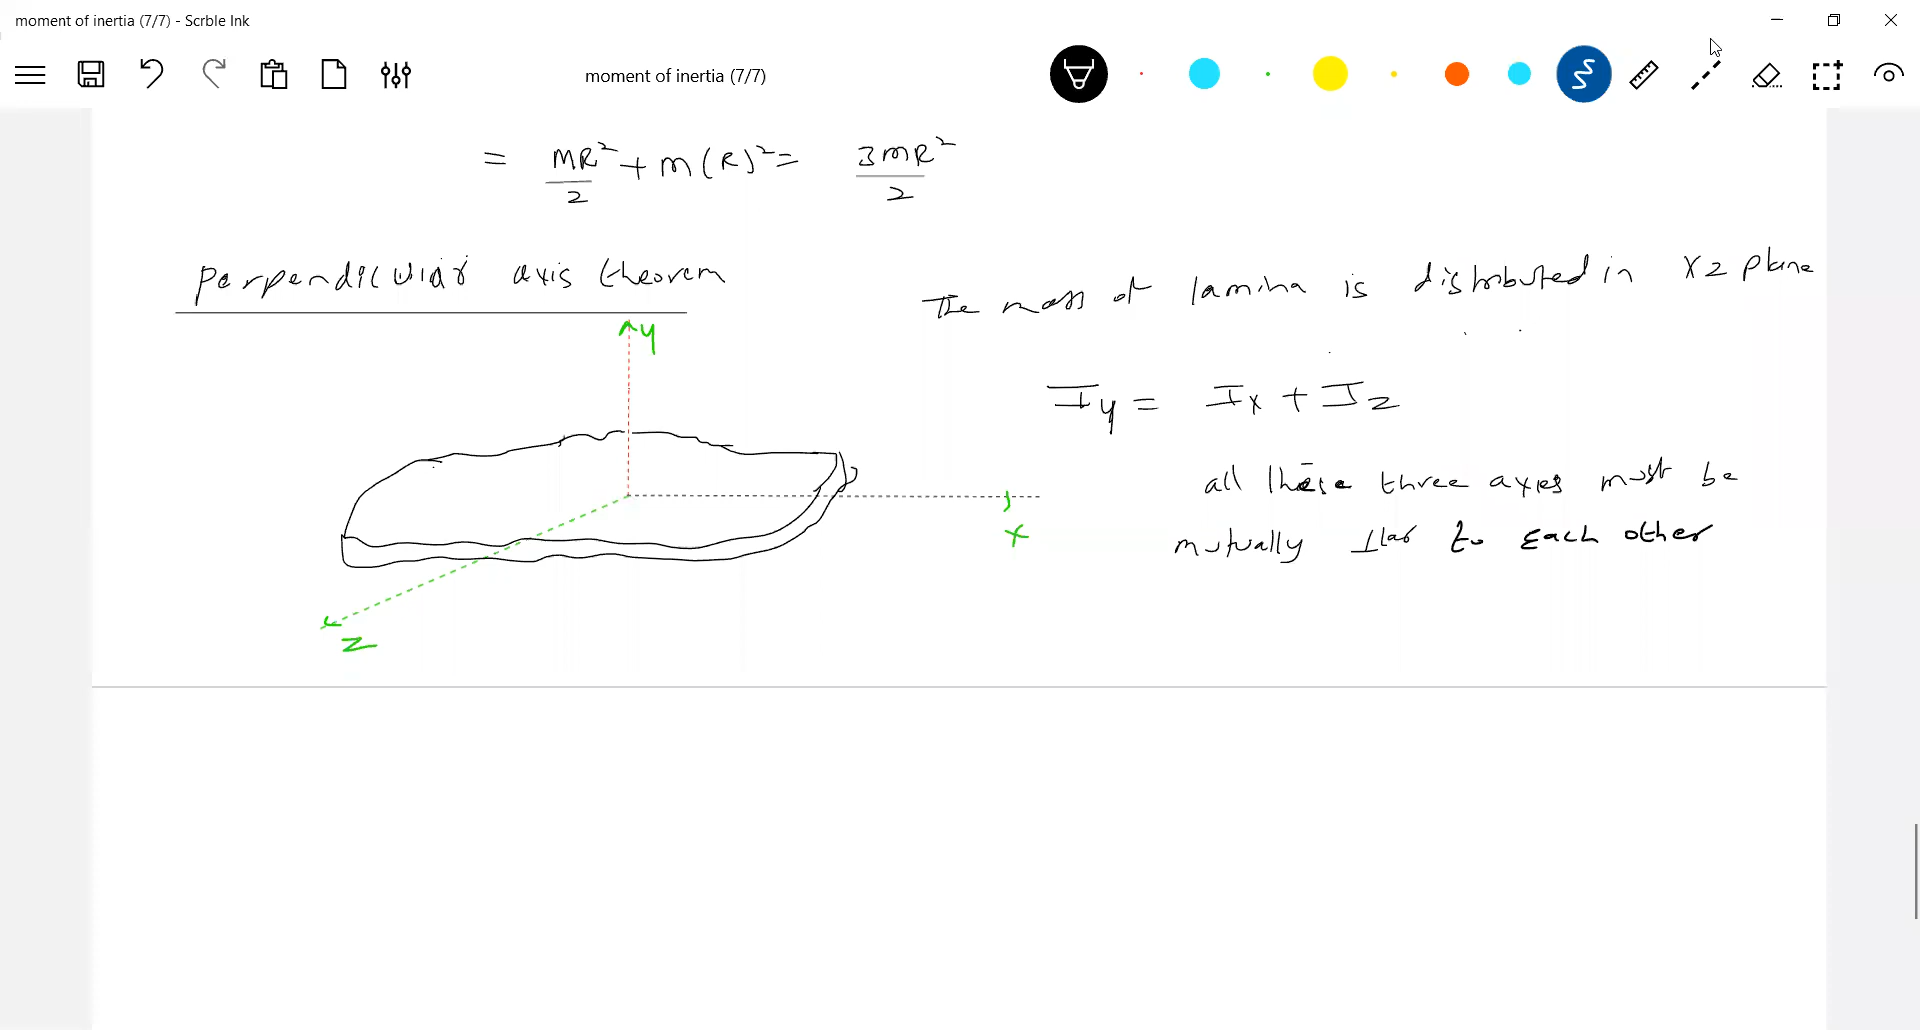 moment of inertia (7/7) - Scrble Ink
moment of inertia (7/7)
= MR²/2 + m(R)² = 3mR²/2
Perpendicular axis theorem
The mass of lamina is distributed in XZ plane
y
Iy = Ix + Iz
all these three axes must be
x
mutually ⊥lar to each other
z